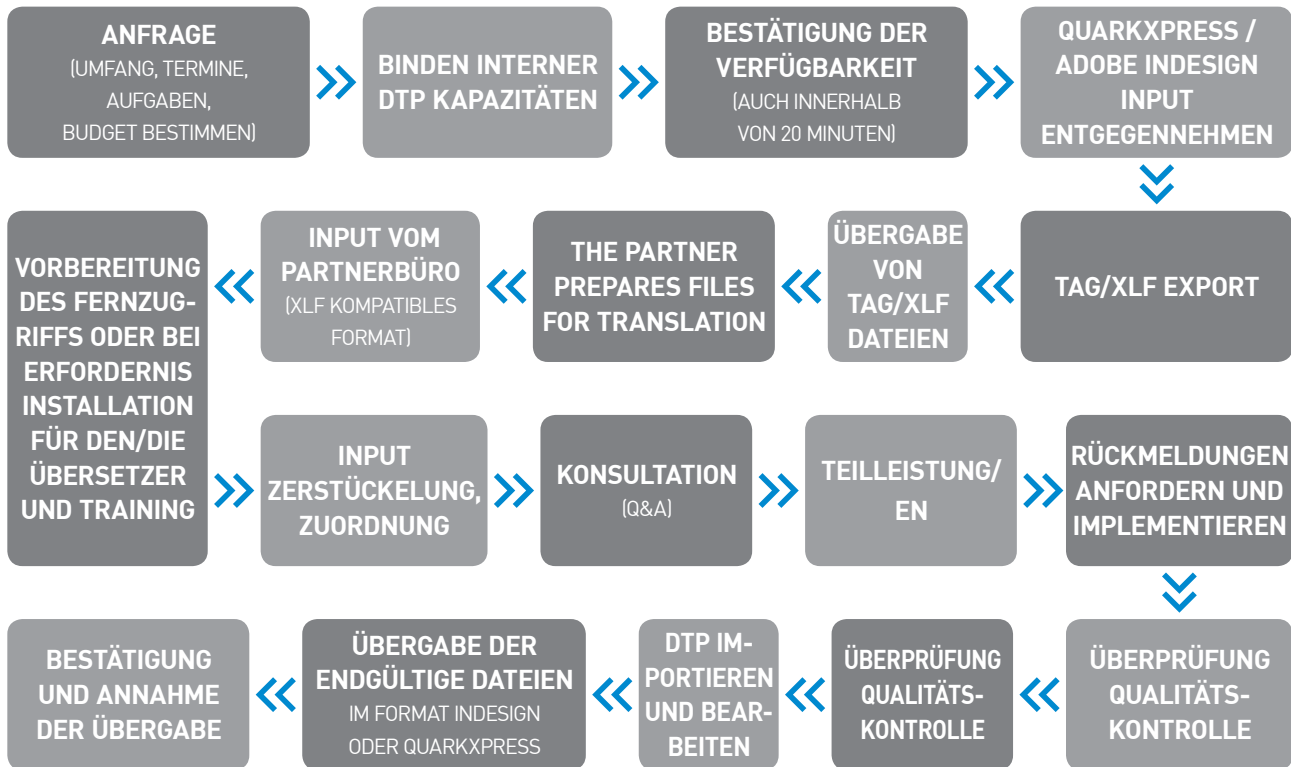 ANFRAGE
(UMFANG, TERMINE,
AUFGABEN,
BUDGET BESTIMMEN)
BINDEN INTERNER
DTP KAPAZITÄTEN
BESTÄTIGUNG DER
VERFÜGBARKEIT
(AUCH INNERHALB
VON 20 MINUTEN)
QUARKXPRESS /
ADOBE INDESIGN
INPUT
ENTGEGENNEHMEN
TAG/XLF EXPORT
ÜBERGABE
VON
TAG/XLF
DATEIEN
THE PARTNER
PREPARES FILES
FOR TRANSLATION
INPUT VOM
PARTNERBÜRO
(XLF KOMPATIBLES
FORMAT)
VORBEREITUNG
DES FERNZUG-
RIFFS ODER BEI
ERFORDERNIS
INSTALLATION
FÜR DEN/DIE
ÜBERSETZER
UND TRAINING
INPUT
ZERSTÜCKELUNG,
ZUORDNUNG
KONSULTATION
(Q&A)
TEILLEISTUNG/
EN
RÜCKMELDUNGEN
ANFORDERN UND
IMPLEMENTIEREN
ÜBERPRÜFUNG
QUALITÄTS-
KONTROLLE
ÜBERPRÜFUNG
QUALITÄTS-
KONTROLLE
DTP IM-
PORTIEREN
UND BEAR-
BEITEN
ÜBERGABE DER
ENDGÜLTIGE DATEIEN
IM FORMAT INDESIGN
ODER QUARKXPRESS
BESTÄTIGUNG
UND ANNAHME
DER ÜBERGABE